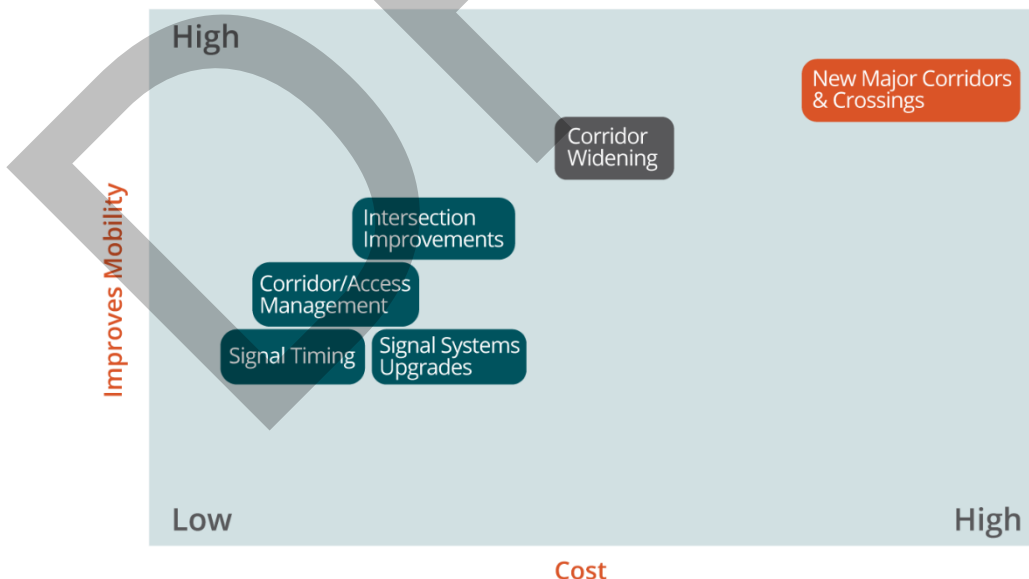 High
New Major Corridors
& Crossings
Corridor
Widening
Intersection
Improvements
Improves Mobility
Corridor/Access
Management
Signal Timing
Signal Systems
Upgrades
Low
High
Cost